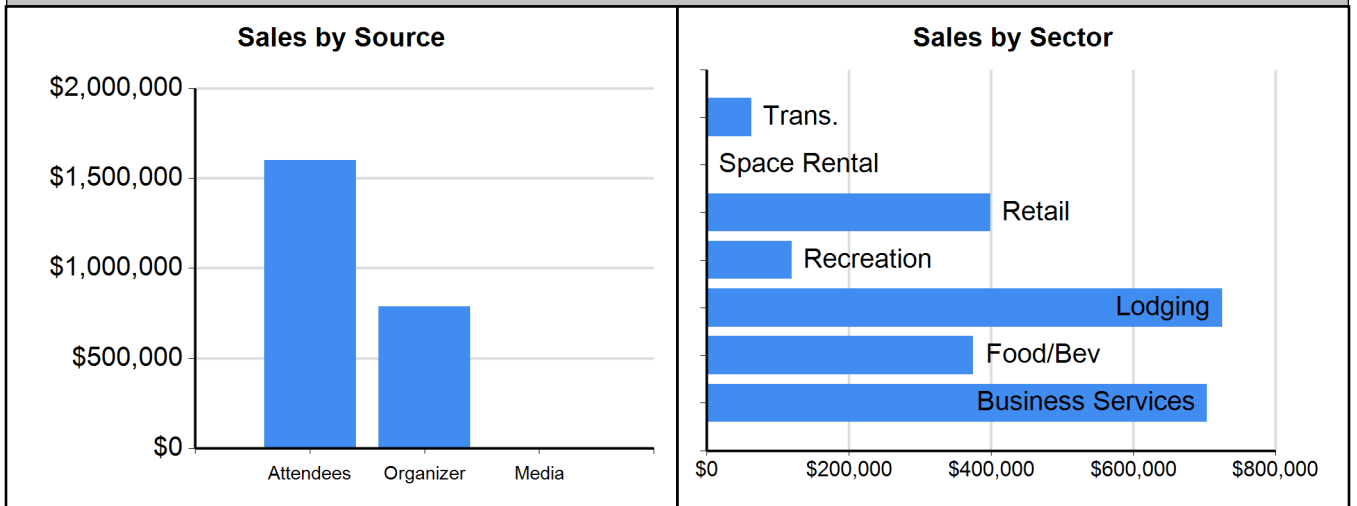 Sales by Source
$2,000,000
$1,500,000
$1,000,000
$500,000
$0
Attendees Organizer Media
Sales by Sector
Trans.
Space Rental
Retail
Recreation
Lodging
Food/Bev
Business Services
$0 $200,000 $400,000 $600,000 $800,000